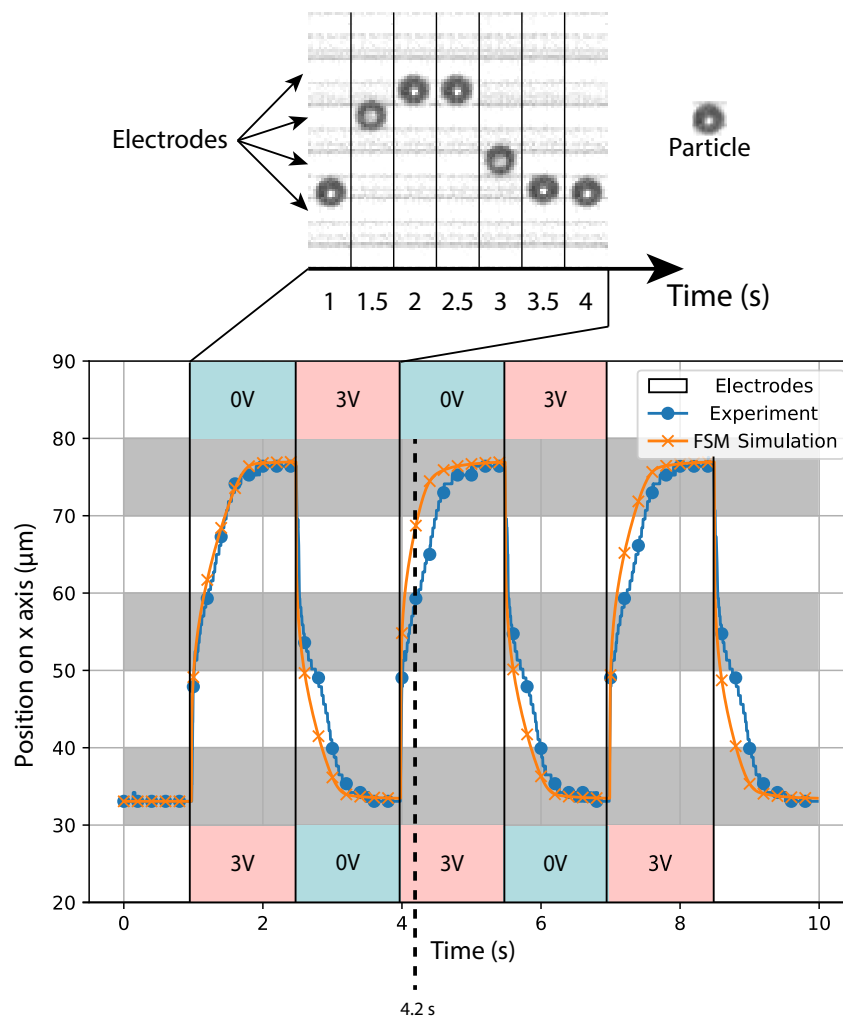 Electrodes
Particle
1 1.5 2 2.5 3 3.5 4
Time (s)
90
80
70
60
50
40
30
20
Position on x axis (µm)
0V 3V 0V 3V
Electrodes
Experiment
FSM Simulation
3V 0V 3V 0V 3V
0 2 4 6 8 10
Time (s)
4.2 s